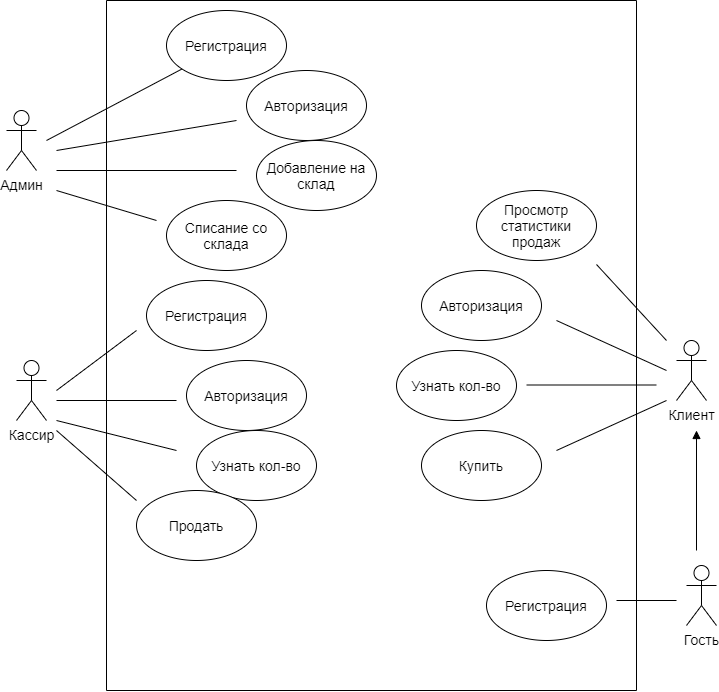 Регистрация
Авторизация
Добавление на
склад
Админ
Списание со
склада
Просмотр
статистики
продаж
Регистрация
Авторизация
Узнать кол-во
Клиент
Авторизация
Кассир
Узнать кол-во
Купить
Продать
Регистрация
Гость